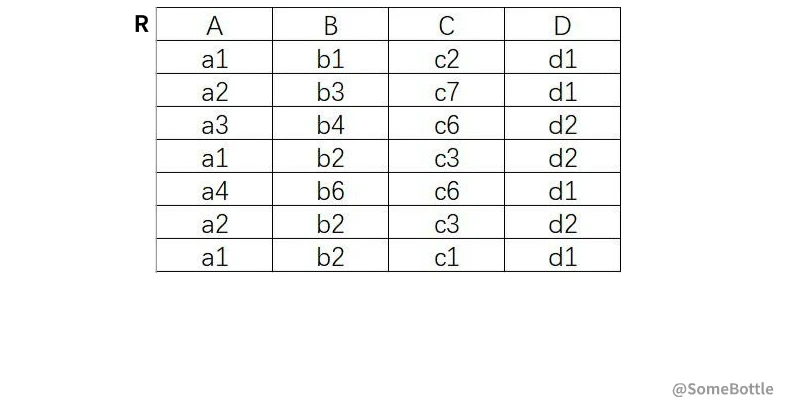 R A B C D
a1 b1 c2 d1
a2 b3 c7 d1
a3 b4 c6 d2
a1 b2 c3 d2
a4 b6 c6 d1
a2 b2 c3 d2
a1 b2 c1 d1
@SomeBottle